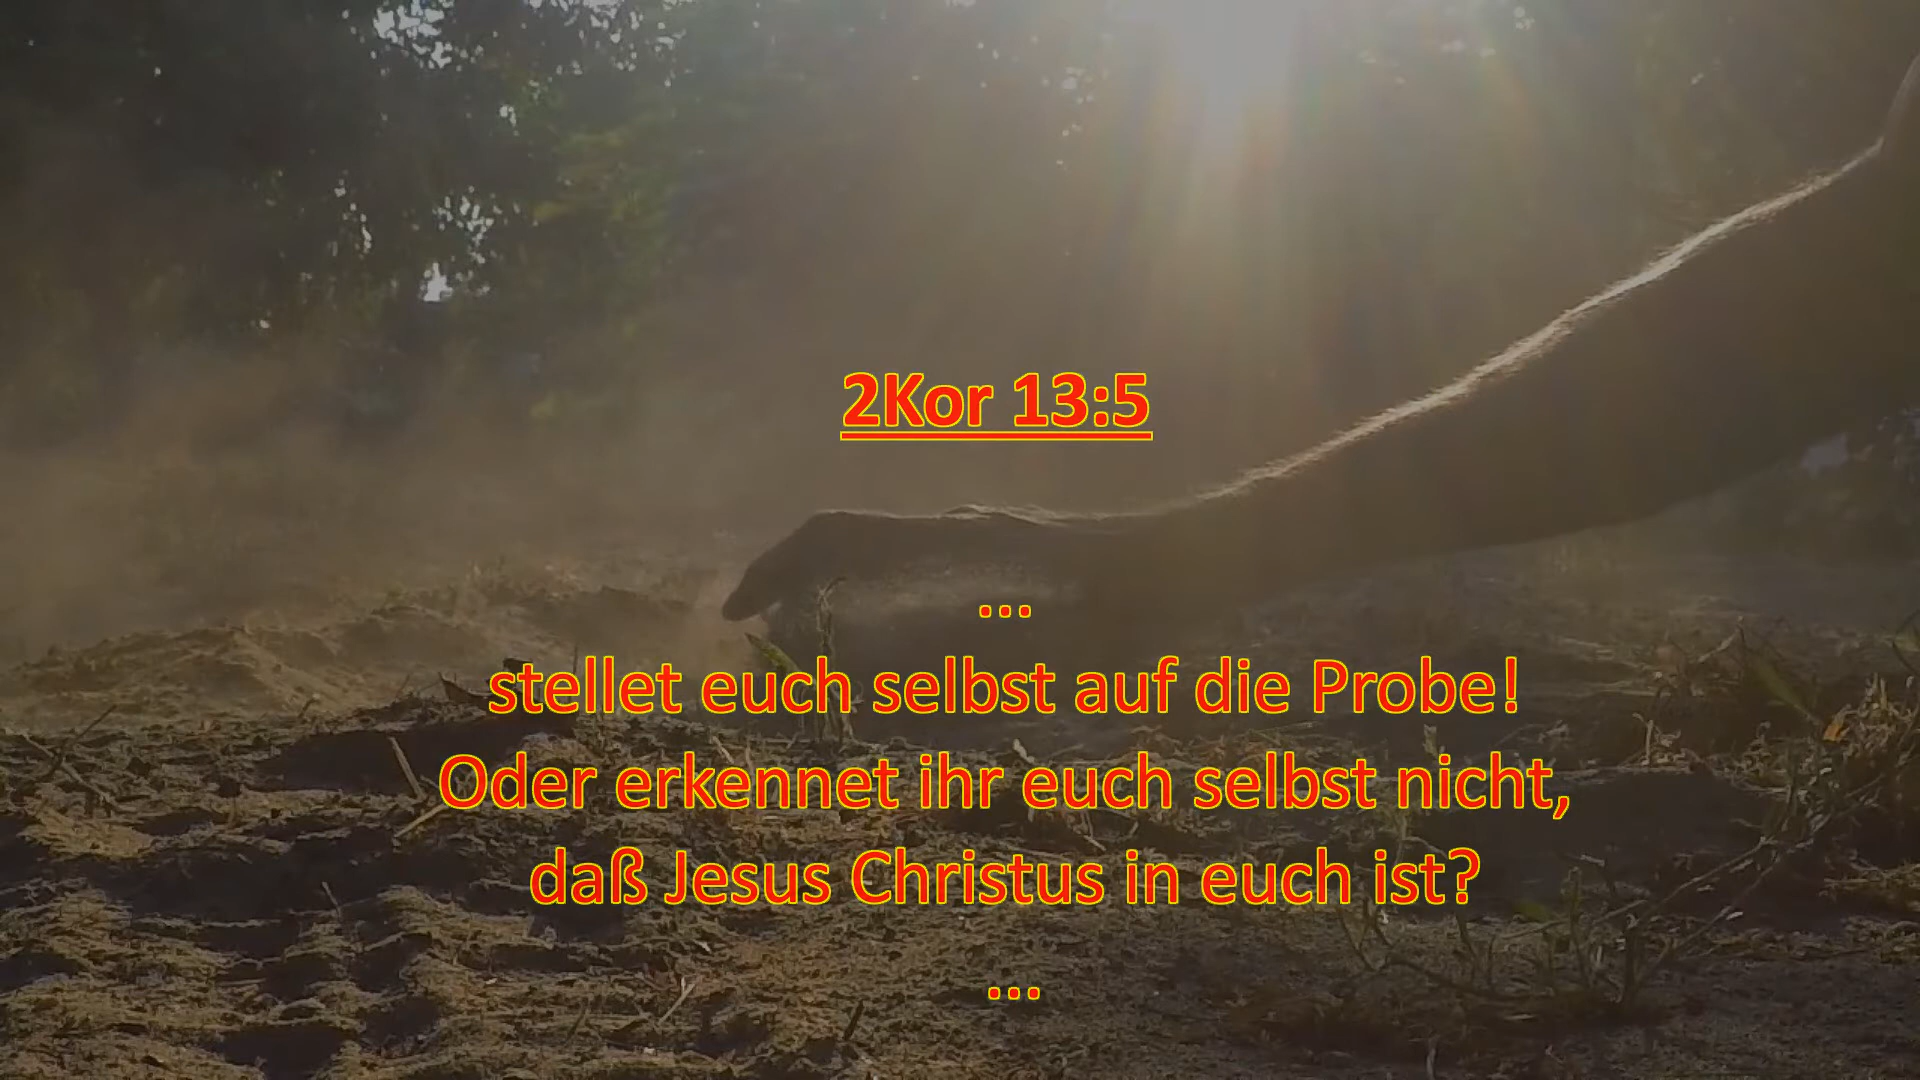 2Kor 13:5
...
stellet euch selbst auf die Probe!
Oder erkennet ihr euch selbst nicht,
daß Jesus Christus in euch ist?
...